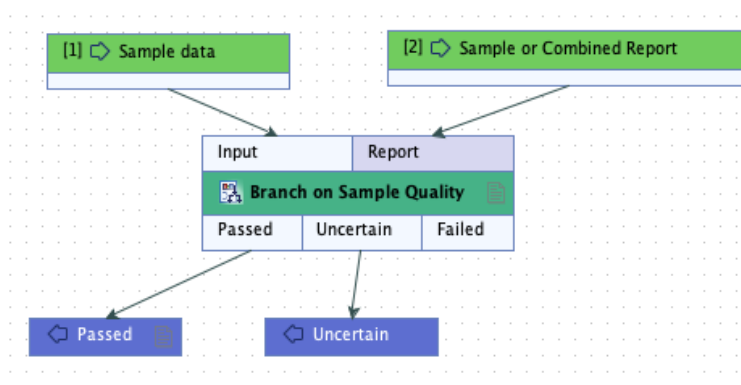 [1] Sample data
[2] Sample or Combined Report
Input
Report
Branch on Sample Quality
Passed
Uncertain
Failed
Passed
Uncertain